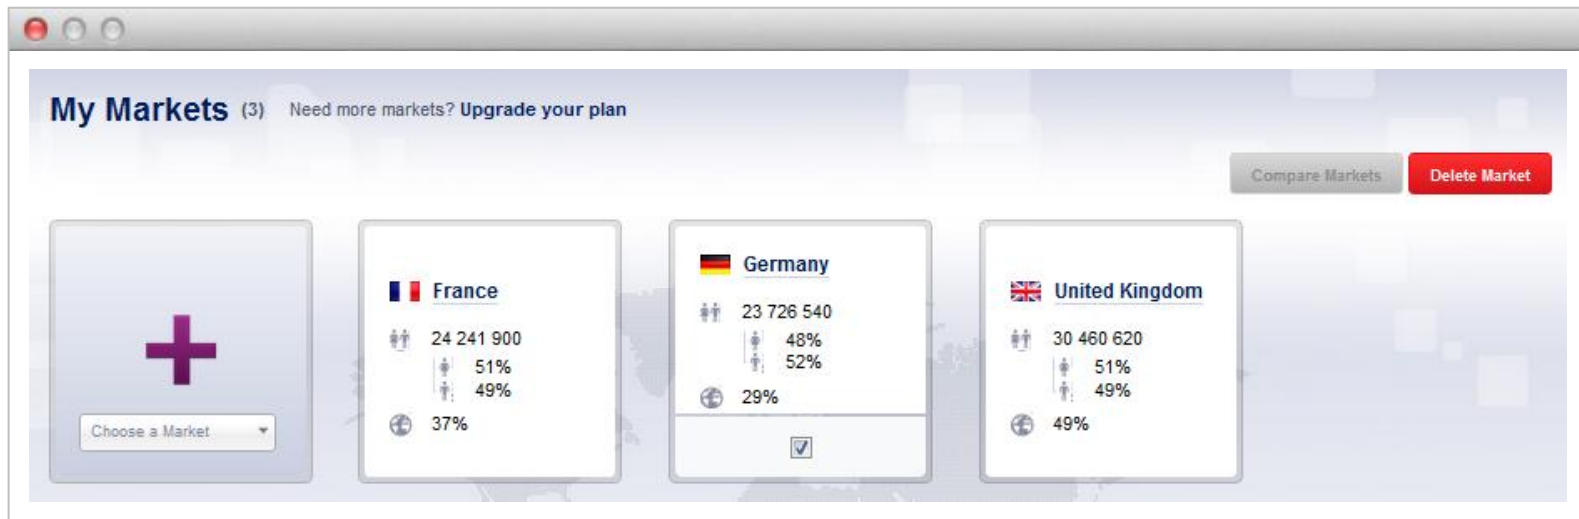 My Markets (3) Need more markets? Upgrade your plan
Compare Markets Delete Market
Choose a Market
France
24 241 900
51%
49%
37%
Germany
23 726 540
48%
52%
29%
United Kingdom
30 460 620
51%
49%
49%